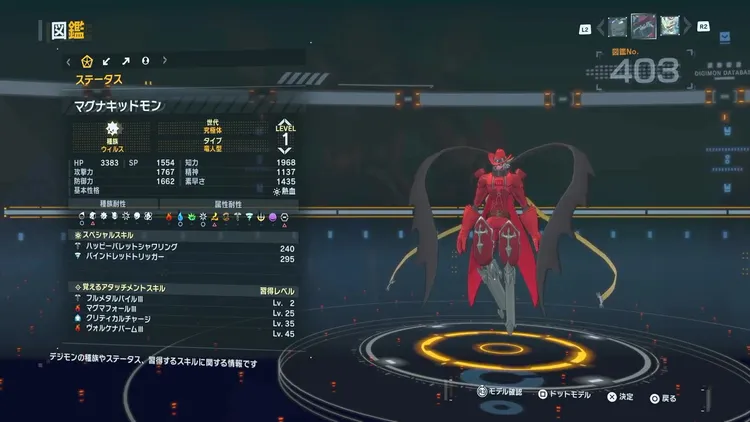 図鑑
L2
R2
図鑑No.
403
DIGIMON DATABASE
ステータス
マグナキッドモン
種族
ウイルス
世代
究極体
タイプ
竜人型
LEVEL
1
HP 3383 SP 1554 知力 1968
攻撃力 1767 精神 1137
防御力 1662 素早さ 1435
基本性格 熱血
種族耐性 属性耐性
スペシャルスキル
ハッピーバレットシャワリング 240
バインドレッドトリガー 295
覚えるアタッチメントスキル 習得レベル
フルメタルパイルⅢ Lv. 2
マグマフォールⅢ Lv. 25
クリティカルチャージ Lv. 35
ヴォルケナパームⅢ Lv. 45
デジモンの種族やステータス、習得するスキルに関する情報です
R3 モデル確認 ドットモデル 決定 戻る